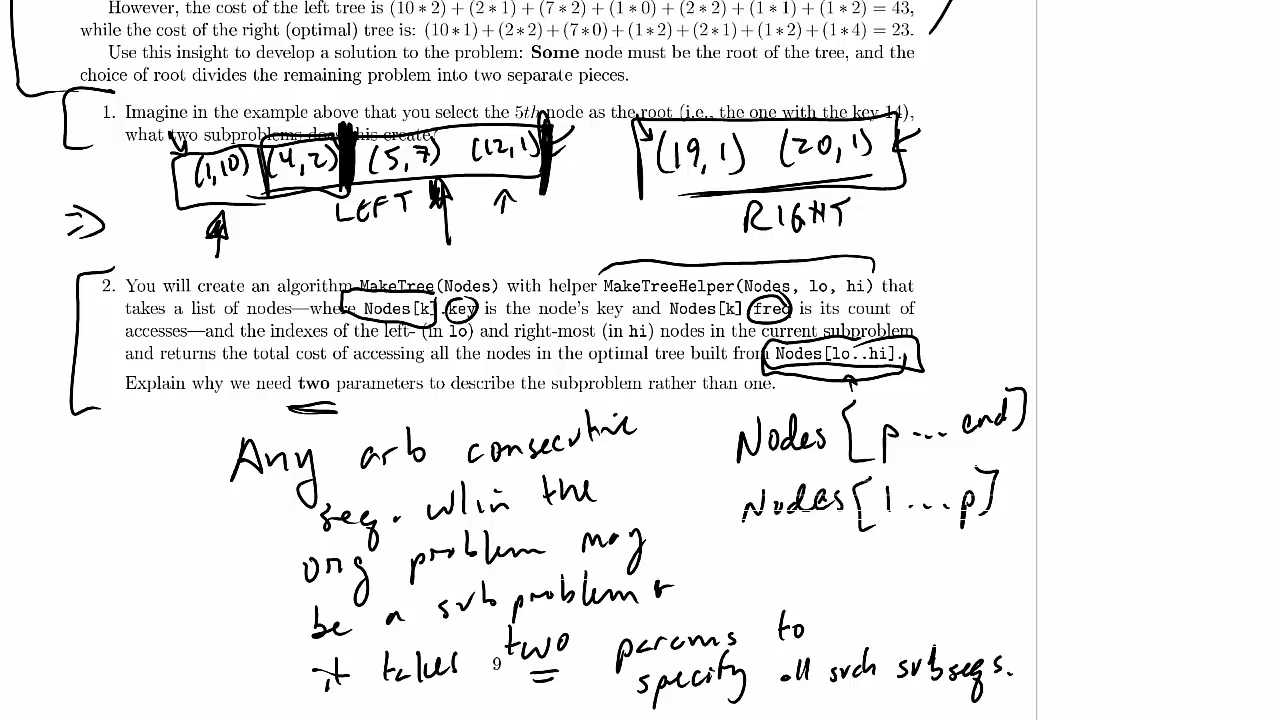 However, the cost of the left tree is (10 * 2) + (2 * 1) + (7 * 2) + (1 * 0) + (2 * 2) + (1 * 1) + (1 * 2) = 43,
while the cost of the right (optimal) tree is: (10 * 1) + (2 * 2) + (7 * 0) + (1 * 2) + (2 * 1) + (1 * 2) + (1 * 4) = 23.
Use this insight to develop a solution to the problem: Some node must be the root of the tree, and the
choice of root divides the remaining problem into two separate pieces.
1. Imagine in the example above that you select the 5th node as the root (i.e., the one with the key 14),
what two subproblems does this create?
(1,10) (4,2) (5,7) (12,1) (19,1) (20,1)
LEFT RIGHT
2. You will create an algorithm MakeTree(Nodes) with helper MakeTreeHelper(Nodes, lo, hi) that
takes a list of nodes—where Nodes[k].key is the node's key and Nodes[k].freq is its count of
accesses—and the indexes of the left- (in lo) and right-most (in hi) nodes in the current subproblem
and returns the total cost of accessing all the nodes in the optimal tree built from Nodes[lo..hi].
Explain why we need two parameters to describe the subproblem rather than one.
Any arb consecutive
seq. w/in the
org problem may
be a subproblem +
it takes two params to
specify all such subseqs.
Nodes[p...end]
Nodes[1...p]
9